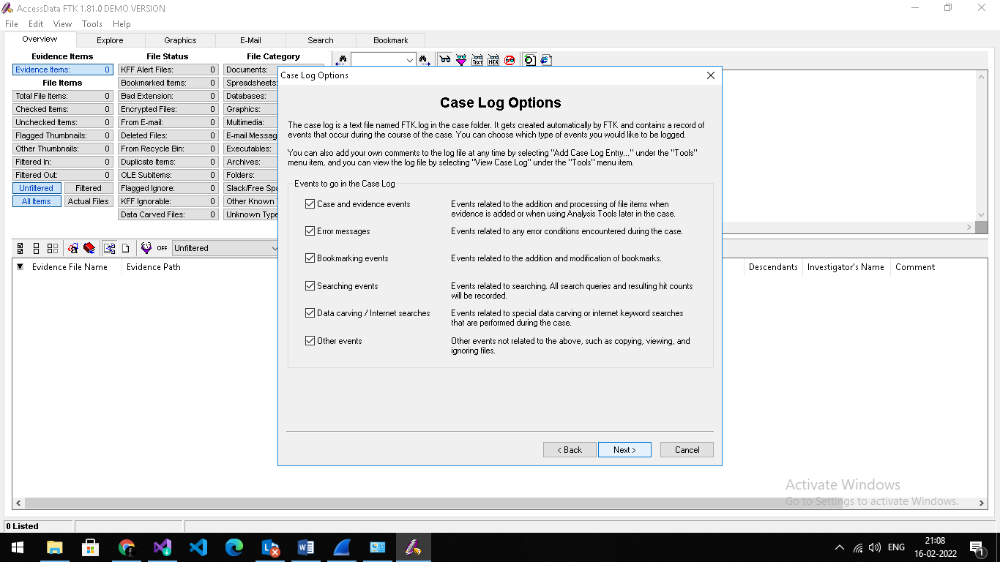 AccessData FTK 1.81.0 DEMO VERSION
File Edit View Tools Help
Overview Explore Graphics E-Mail Search Bookmark
Evidence Items File Status File Category
Evidence Items: 0 KFF Alert Files: 0 Documents:
File Items Bookmarked Items: 0 Spreadsheets:
Total File Items: 0 Bad Extension: 0 Databases:
Checked Items: 0 Encrypted Files: 0 Graphics:
Unchecked Items: 0 From E-mail: 0 Multimedia:
Flagged Thumbnails: 0 Deleted Files: 0 E-mail Messag
Other Thumbnails: 0 From Recycle Bin: 0 Executables:
Filtered In: 0 Duplicate Items: 0 Archives:
Filtered Out: 0 OLE Subitems: 0 Folders:
Unfiltered Filtered Flagged Ignore: 0 Slack/Free Spa
All Items Actual Files KFF Ignorable: 0 Other Known
Data Carved Files: 0 Unknown Type
TEXT HEX
OFF Unfiltered
Evidence File Name Evidence Path Descendants Investigator's Name Comment
Case Log Options
Case Log Options
The case log is a text file named FTK.log in the case folder. It gets created automatically by FTK and contains a record of
events that occur during the course of the case. You can choose which type of events you would like to be logged.
You can also add your own comments to the log file at any time by selecting "Add Case Log Entry..." under the "Tools"
menu item, and you can view the log file by selecting "View Case Log" under the "Tools" menu item.
Events to go in the Case Log
Case and evidence events Events related to the addition and processing of file items when
evidence is added or when using Analysis Tools later in the case.
Error messages Events related to any error conditions encountered during the case.
Bookmarking events Events related to the addition and modification of bookmarks.
Searching events Events related to searching. All search queries and resulting hit counts
will be recorded.
Data carving / Internet searches Events related to special data carving or internet keyword searches
that are performed during the case.
Other events Other events not related to the above, such as copying, viewing, and
ignoring files.
< Back Next > Cancel
Activate Windows
Go to Settings to activate Windows.
0 Listed
ENG 21:08
16-02-2022 1